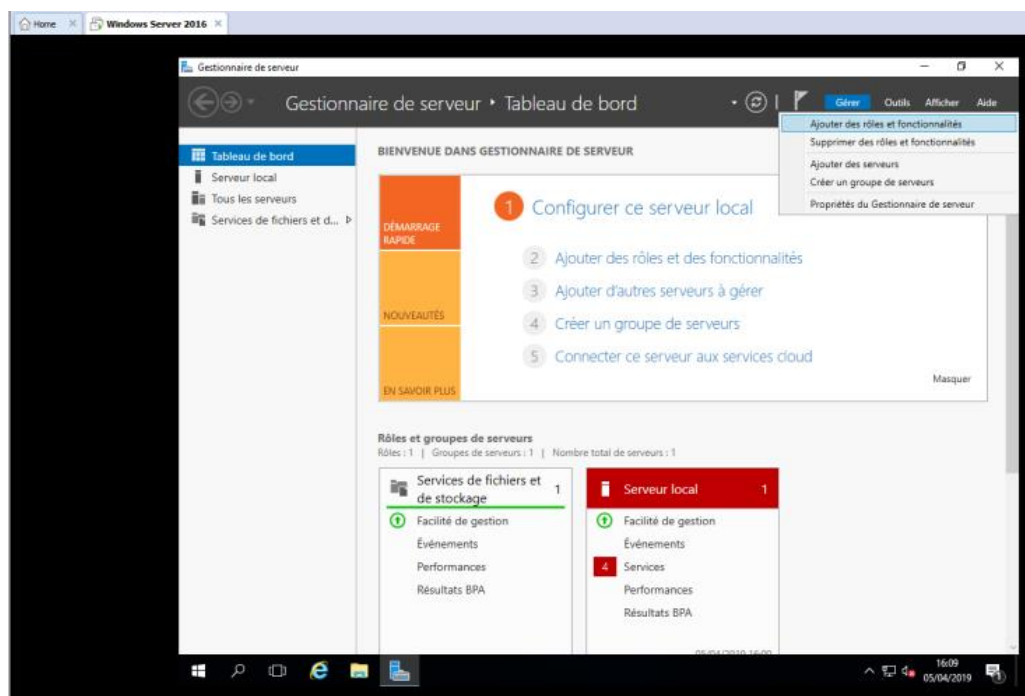 Home
Windows Server 2016
Gestionnaire de serveur
Gestionnaire de serveur • Tableau de bord
Gérer Outils Afficher Aide
Ajouter des rôles et fonctionnalités
Supprimer des rôles et fonctionnalités
Ajouter des serveurs
Créer un groupe de serveurs
Propriétés du Gestionnaire de serveur
Tableau de bord
Serveur local
Tous les serveurs
Services de fichiers et d...
BIENVENUE DANS GESTIONNAIRE DE SERVEUR
DÉMARRAGE
RAPIDE
NOUVEAUTÉS
EN SAVOIR PLUS
1 Configurer ce serveur local
2 Ajouter des rôles et des fonctionnalités
3 Ajouter d'autres serveurs à gérer
4 Créer un groupe de serveurs
5 Connecter ce serveur aux services cloud
Masquer
Rôles et groupes de serveurs
Rôles : 1 | Groupes de serveurs : 1 | Nombre total de serveurs : 1
Services de fichiers et
de stockage
1
Facilité de gestion
Événements
Performances
Résultats BPA
Serveur local 1
Facilité de gestion
Événements
4 Services
Performances
Résultats BPA
05/04/2019 16:00
16:09
05/04/2019
1